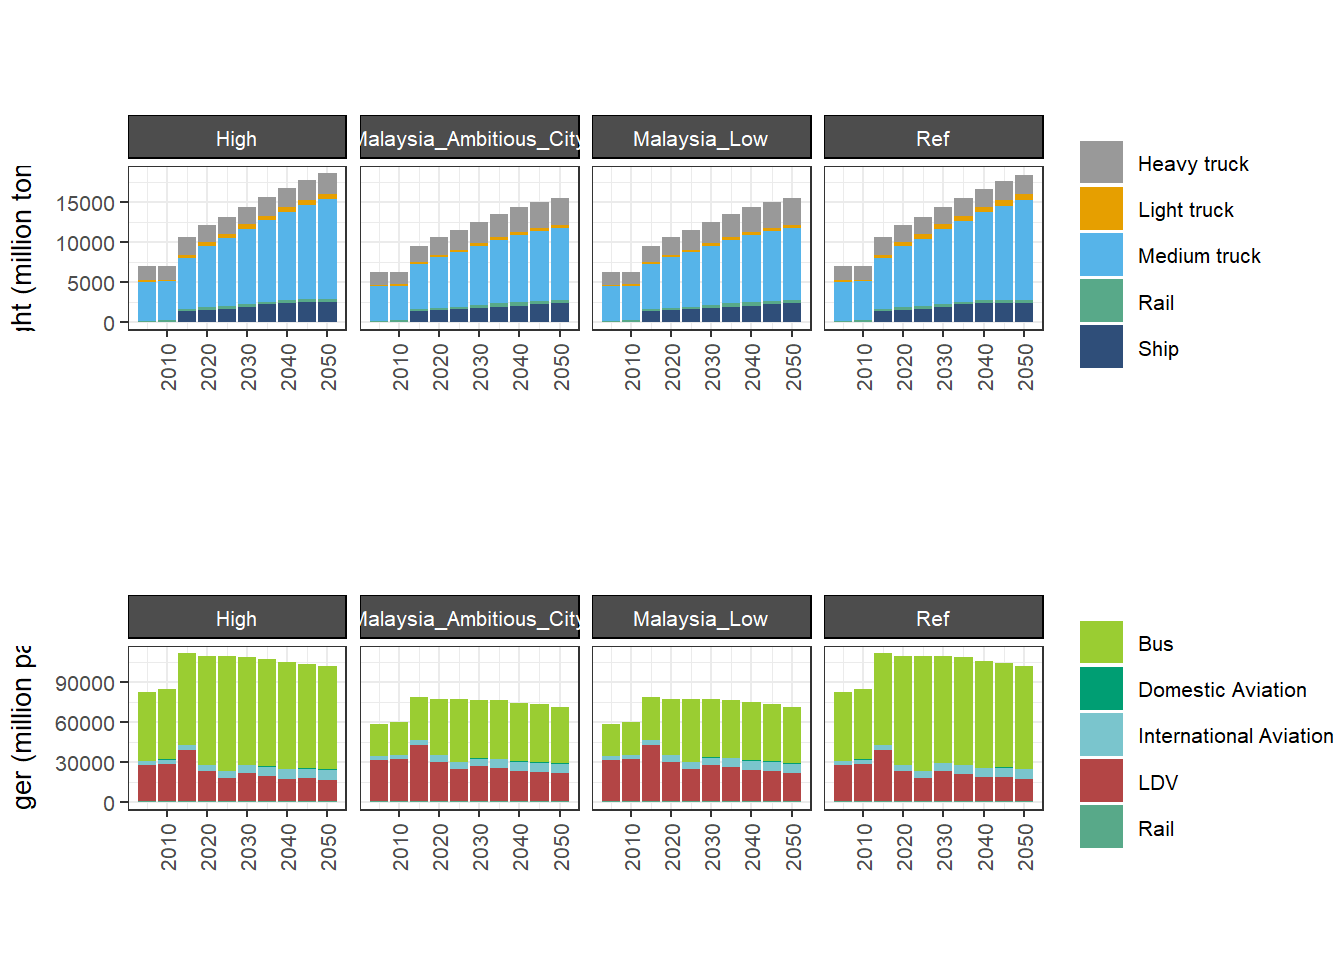 High Malaysia_Ambitious_City Malaysia_Low Ref
(million ton
15000
10000
5000
0
2010 2020 2030 2040 2050 2010 2020 2030 2040 2050 2010 2020 2030 2040 2050 2010 2020 2030 2040 2050
Heavy truck
Light truck
Medium truck
Rail
Ship
High Malaysia_Ambitious_City Malaysia_Low Ref
ger (million pa
90000
60000
30000
0
2010 2020 2030 2040 2050 2010 2020 2030 2040 2050 2010 2020 2030 2040 2050 2010 2020 2030 2040 2050
Bus
Domestic Aviation
International Aviation
LDV
Rail